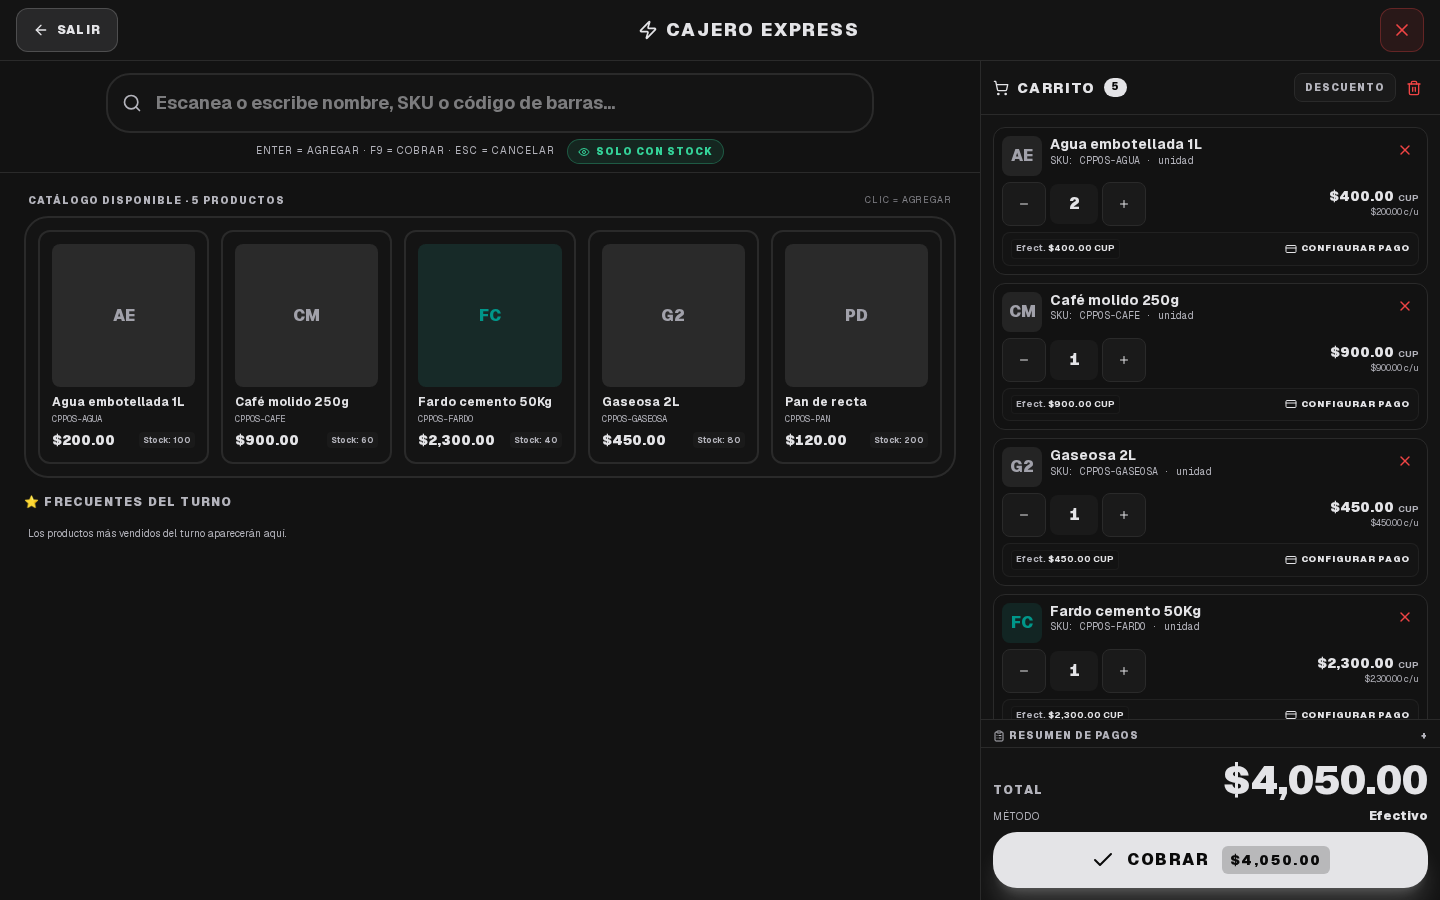 SALIR
CAJERO EXPRESS
Escanea o escribe nombre, SKU o código de barras...
ENTER = AGREGAR · F9 = COBRAR · ESC = CANCELAR
SOLO CON STOCK
CATÁLOGO DISPONIBLE · 5 PRODUCTOS
CLIC = AGREGAR
AE
Agua embotellada 1L
CPPOS-AGUA
$200.00
Stock: 100
CM
Café molido 250g
CPPOS-CAFE
$900.00
Stock: 60
FC
Fardo cemento 50Kg
CPPOS-FARDO
$2,300.00
Stock: 40
G2
Gaseosa 2L
CPPOS-GASEOSA
$450.00
Stock: 80
PD
Pan de recta
CPPOS-PAN
$120.00
Stock: 200
FRECUENTES DEL TURNO
Los productos más vendidos del turno aparecerán aquí.
CARRITO 5
DESCUENTO
AE
Agua embotellada 1L
SKU: CPPOS-AGUA · unidad
− 2 +
$400.00 CUP
$200.00 c/u
Efect. $400.00 CUP
CONFIGURAR PAGO
CM
Café molido 250g
SKU: CPPOS-CAFE · unidad
− 1 +
$900.00 CUP
$900.00 c/u
Efect. $900.00 CUP
CONFIGURAR PAGO
G2
Gaseosa 2L
SKU: CPPOS-GASEOSA · unidad
− 1 +
$450.00 CUP
$450.00 c/u
Efect. $450.00 CUP
CONFIGURAR PAGO
FC
Fardo cemento 50Kg
SKU: CPPOS-FARDO · unidad
− 1 +
$2,300.00 CUP
$2,300.00 c/u
Efect. $2,300.00 CUP
CONFIGURAR PAGO
RESUMEN DE PAGOS +
TOTAL $4,050.00
MÉTODO Efectivo
COBRAR $4,050.00